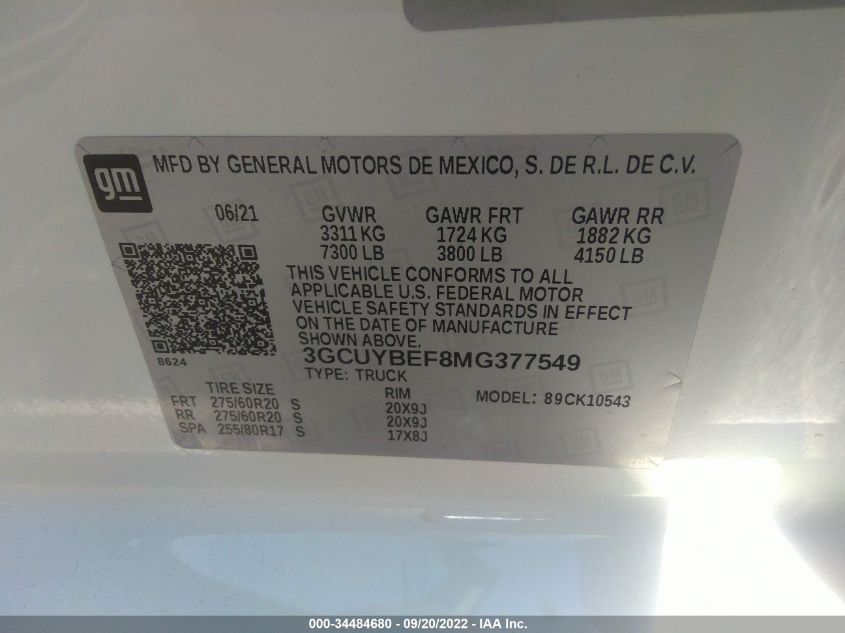 gm
MFD BY GENERAL MOTORS DE MEXICO, S. DE R.L. DE C.V.
06/21 GVWR GAWR FRT GAWR RR
3311 KG 1724 KG 1882 KG
7300 LB 3800 LB 4150 LB
THIS VEHICLE CONFORMS TO ALL
APPLICABLE U.S. FEDERAL MOTOR
VEHICLE SAFETY STANDARDS IN EFFECT
ON THE DATE OF MANUFACTURE
SHOWN ABOVE.
8624
3GCUYBEF8MG377549
TYPE: TRUCK
TIRE SIZE RIM MODEL: 89CK10543
FRT 275/60R20 S 20X9J
RR 275/60R20 S 20X9J
SPA 255/80R17 S 17X8J
000-34484680 - 09/20/2022 - IAA Inc.